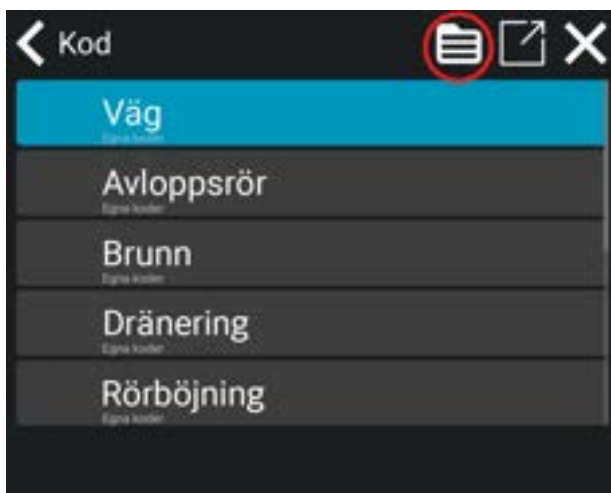 Kod
Väg
Egna koder
Avloppsrör
Egna koder
Brunn
Egna koder
Dränering
Egna koder
Rörböjning
Egna koder